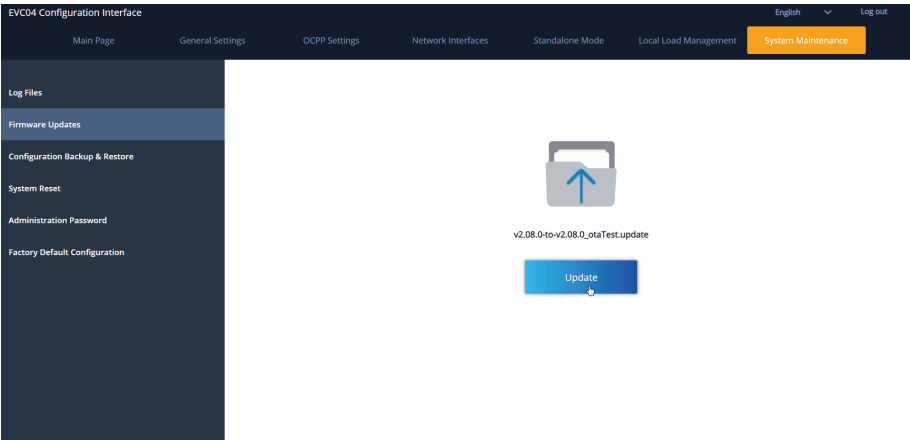 EVC04 Configuration Interface
English
Log out
Main Page
General Settings
OCPP Settings
Network Interfaces
Standalone Mode
Local Load Management
System Maintenance
Log Files
Firmware Updates
Configuration Backup & Restore
System Reset
Administration Password
Factory Default Configuration
v2.08.0-to-v2.08.0_otaTest.update
Update